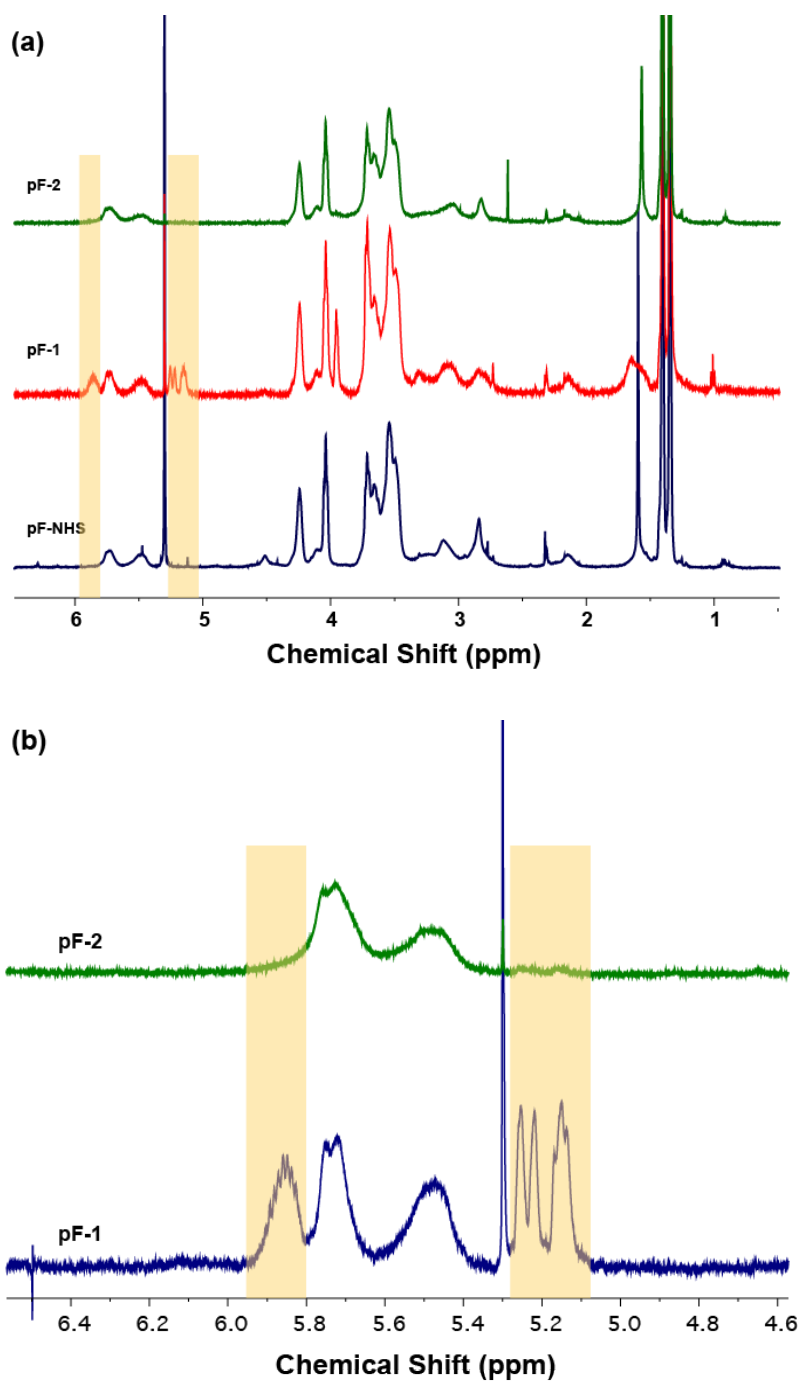 (a)
pF-2
pF-1
pF-NHS
6 5 4 3 2 1
Chemical Shift (ppm)
(b)
pF-2
pF-1
6.4 6.2 6.0 5.8 5.6 5.4 5.2 5.0 4.8 4.6
Chemical Shift (ppm)